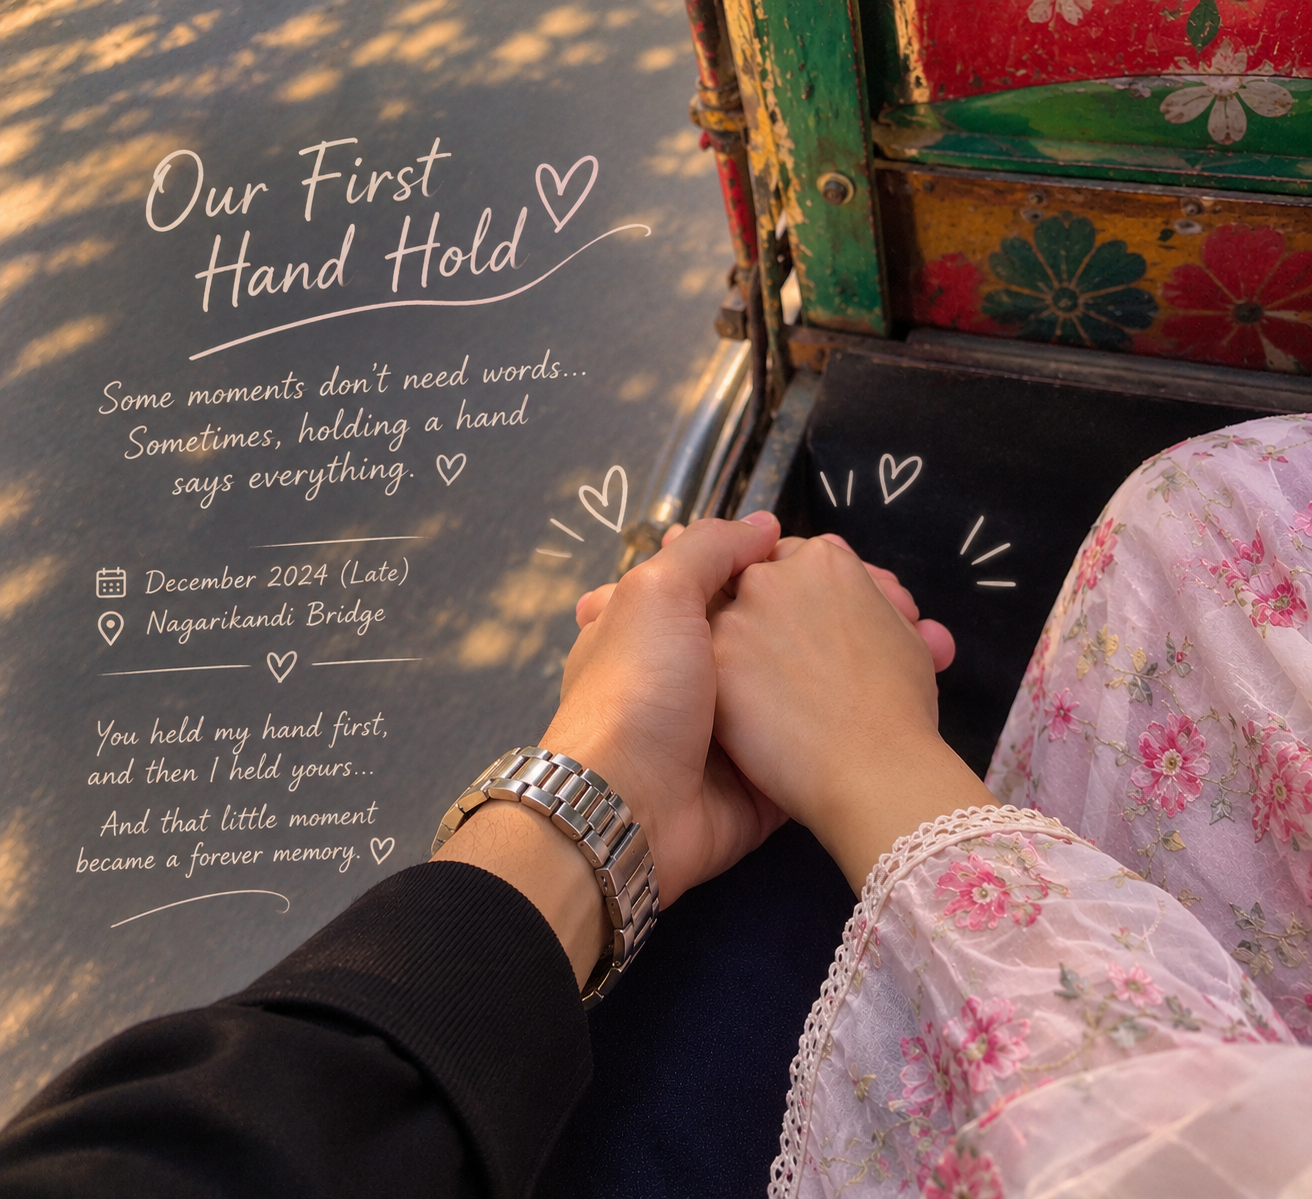 Our First
Hand Hold
Some moments don't need words...
Sometimes, holding a hand
says everything.
December 2024 (Late)
Nagarikandi Bridge
You held my hand first,
and then I held yours...
And that little moment
became a forever memory.